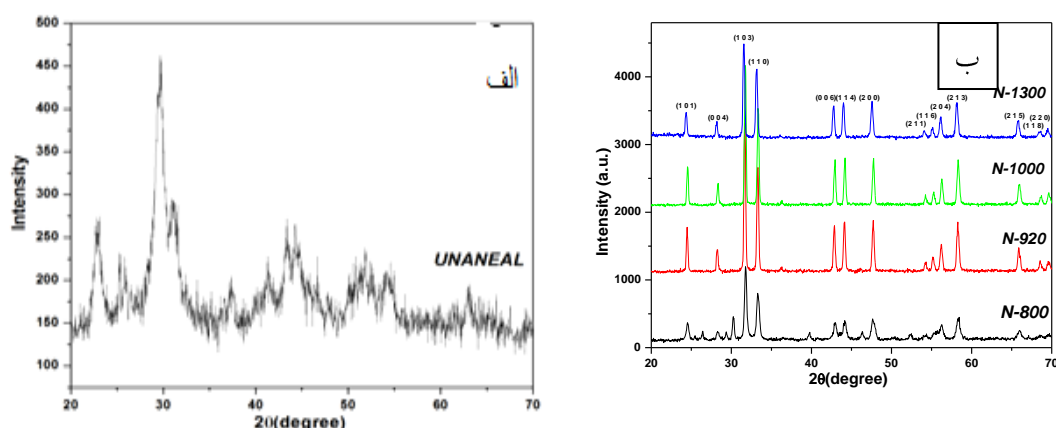 500
450
400
350
300
250
200
150
100
20 30 40 50 60 70
Intensity
2θ(degree)
الف
UNANEAL
4000
3000
2000
1000
0
20 30 40 50 60 70
Intensity (a.u.)
2θ(degree)
ب
(1 0 1)
(0 0 4)
(1 0 3)
(1 1 0)
(0 0 6)
(1 1 4)
(2 0 0)
(2 1 1)
(1 1 6)
(2 0 4)
(2 1 3)
(2 1 5)
(1 1 8)
(2 2 0)
N-1300
N-1000
N-920
N-800